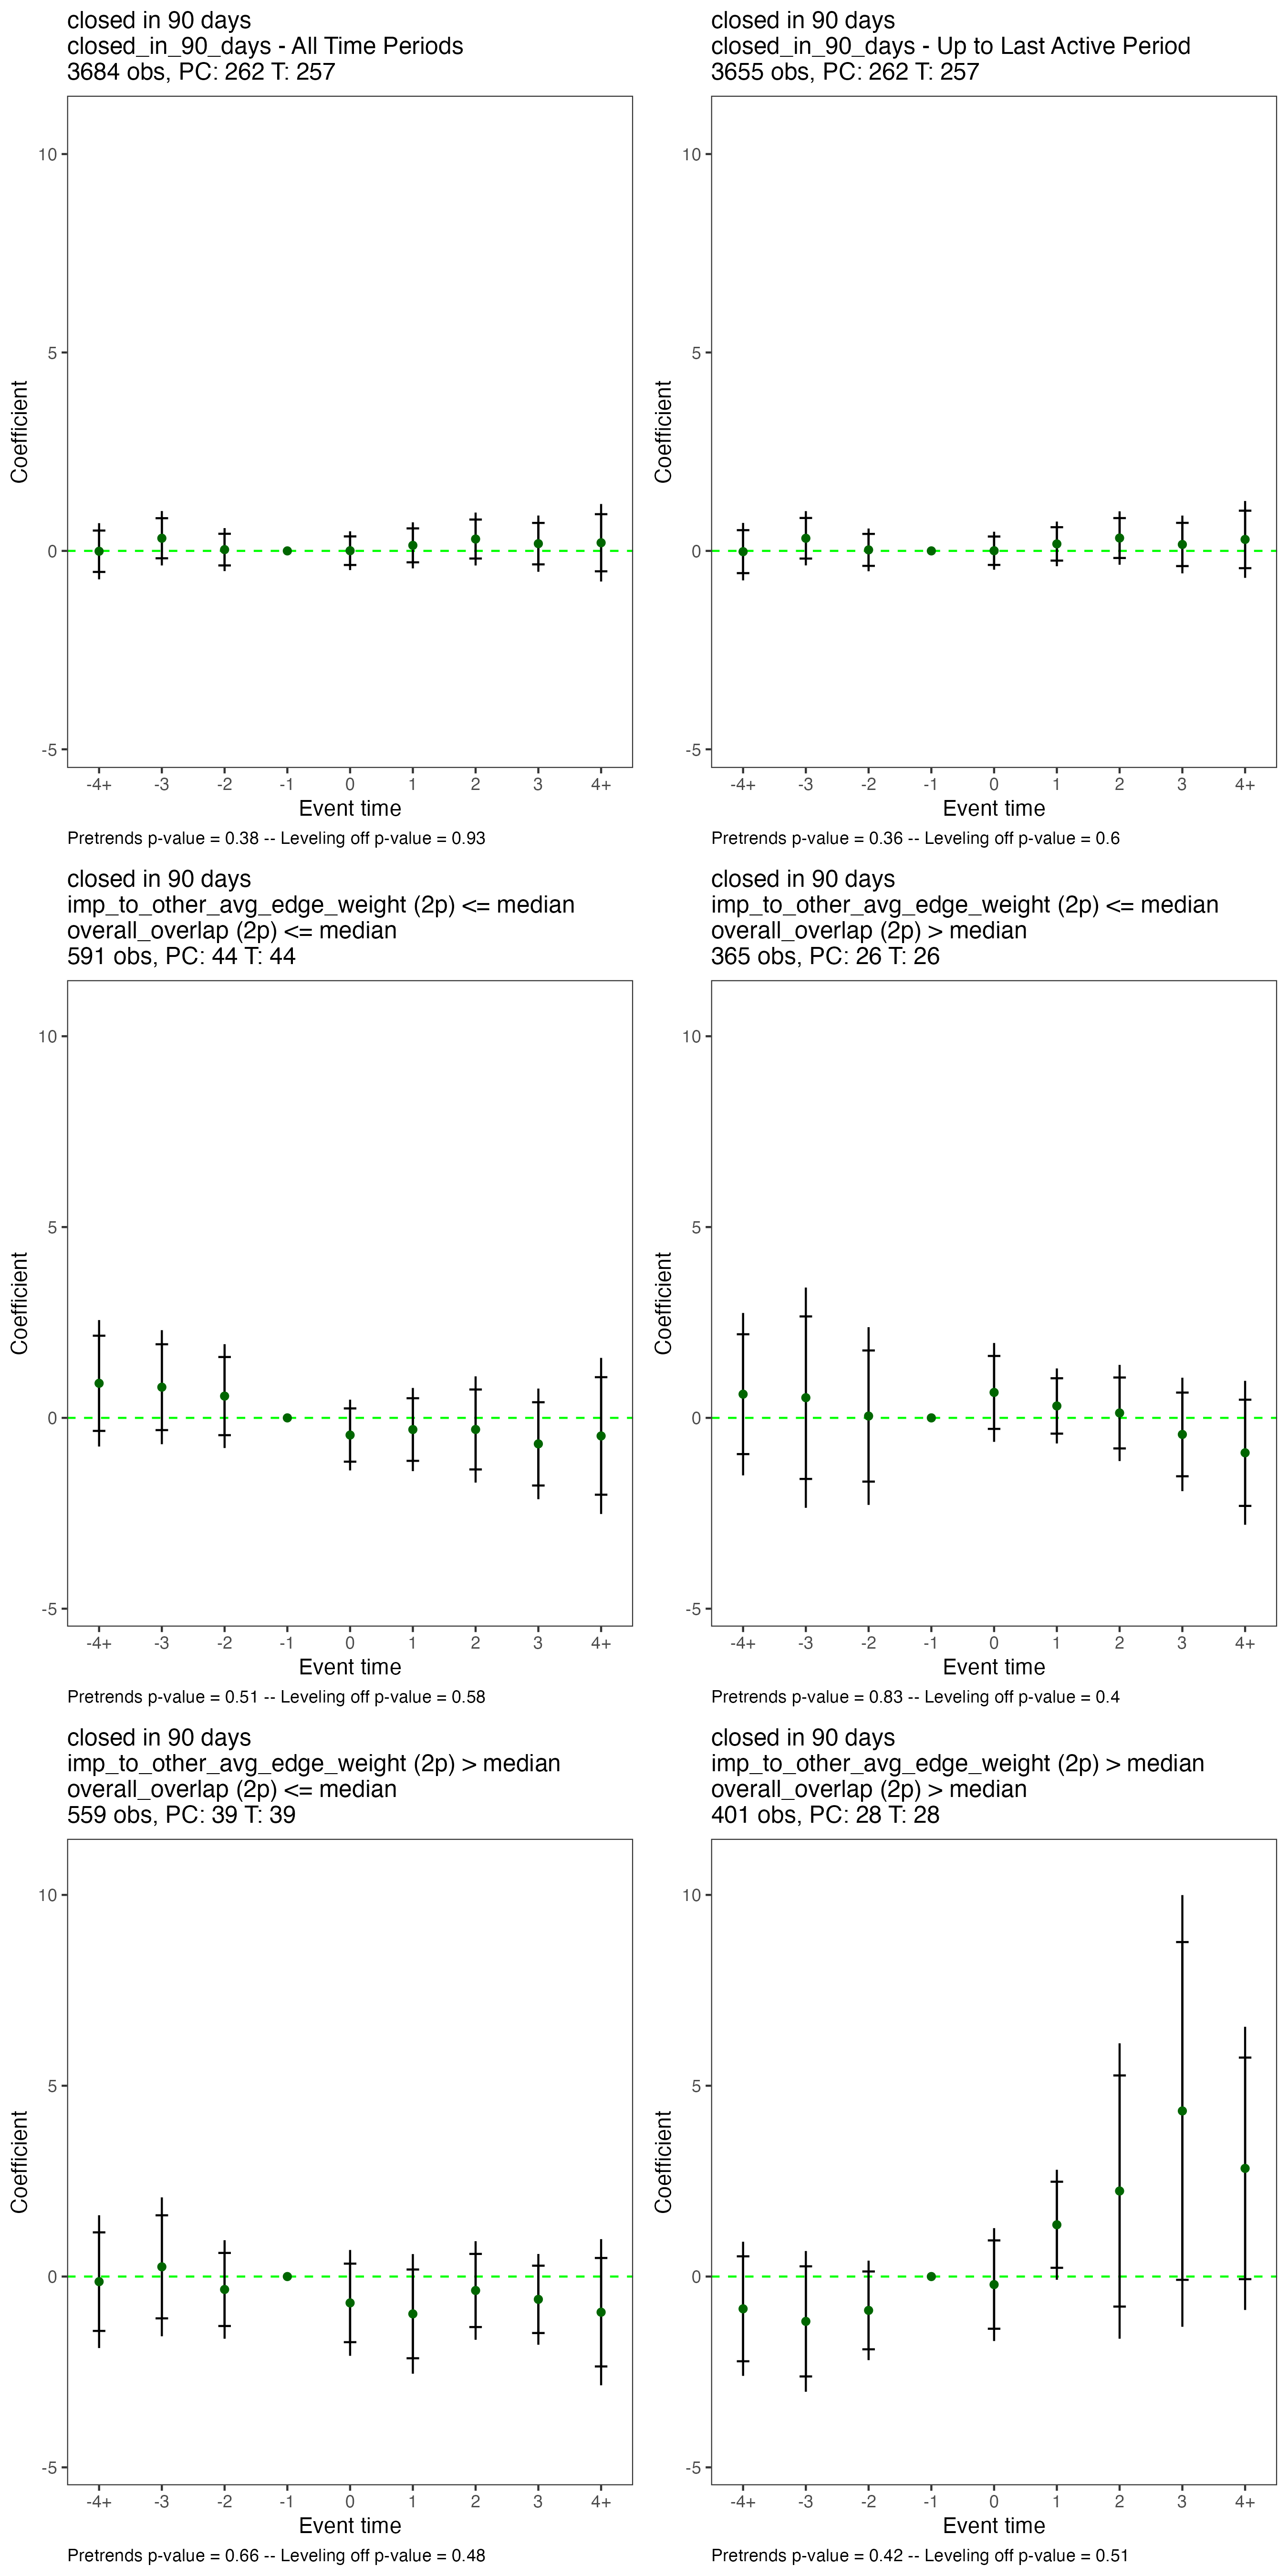 closed in 90 days
closed_in_90_days - All Time Periods
3684 obs, PC: 262 T: 257
10
5
0
-5
Coefficient
-4+ -3 -2 -1 0 1 2 3 4+
Event time
Pretrends p-value = 0.38 -- Leveling off p-value = 0.93
closed in 90 days
closed_in_90_days - Up to Last Active Period
3655 obs, PC: 262 T: 257
10
5
0
-5
Coefficient
-4+ -3 -2 -1 0 1 2 3 4+
Event time
Pretrends p-value = 0.36 -- Leveling off p-value = 0.6
closed in 90 days
imp_to_other_avg_edge_weight (2p) <= median
overall_overlap (2p) <= median
591 obs, PC: 44 T: 44
10
5
0
-5
Coefficient
-4+ -3 -2 -1 0 1 2 3 4+
Event time
Pretrends p-value = 0.51 -- Leveling off p-value = 0.58
closed in 90 days
imp_to_other_avg_edge_weight (2p) <= median
overall_overlap (2p) > median
365 obs, PC: 26 T: 26
10
5
0
-5
Coefficient
-4+ -3 -2 -1 0 1 2 3 4+
Event time
Pretrends p-value = 0.83 -- Leveling off p-value = 0.4
closed in 90 days
imp_to_other_avg_edge_weight (2p) > median
overall_overlap (2p) <= median
559 obs, PC: 39 T: 39
10
5
0
-5
Coefficient
-4+ -3 -2 -1 0 1 2 3 4+
Event time
Pretrends p-value = 0.66 -- Leveling off p-value = 0.48
closed in 90 days
imp_to_other_avg_edge_weight (2p) > median
overall_overlap (2p) > median
401 obs, PC: 28 T: 28
10
5
0
-5
Coefficient
-4+ -3 -2 -1 0 1 2 3 4+
Event time
Pretrends p-value = 0.42 -- Leveling off p-value = 0.51